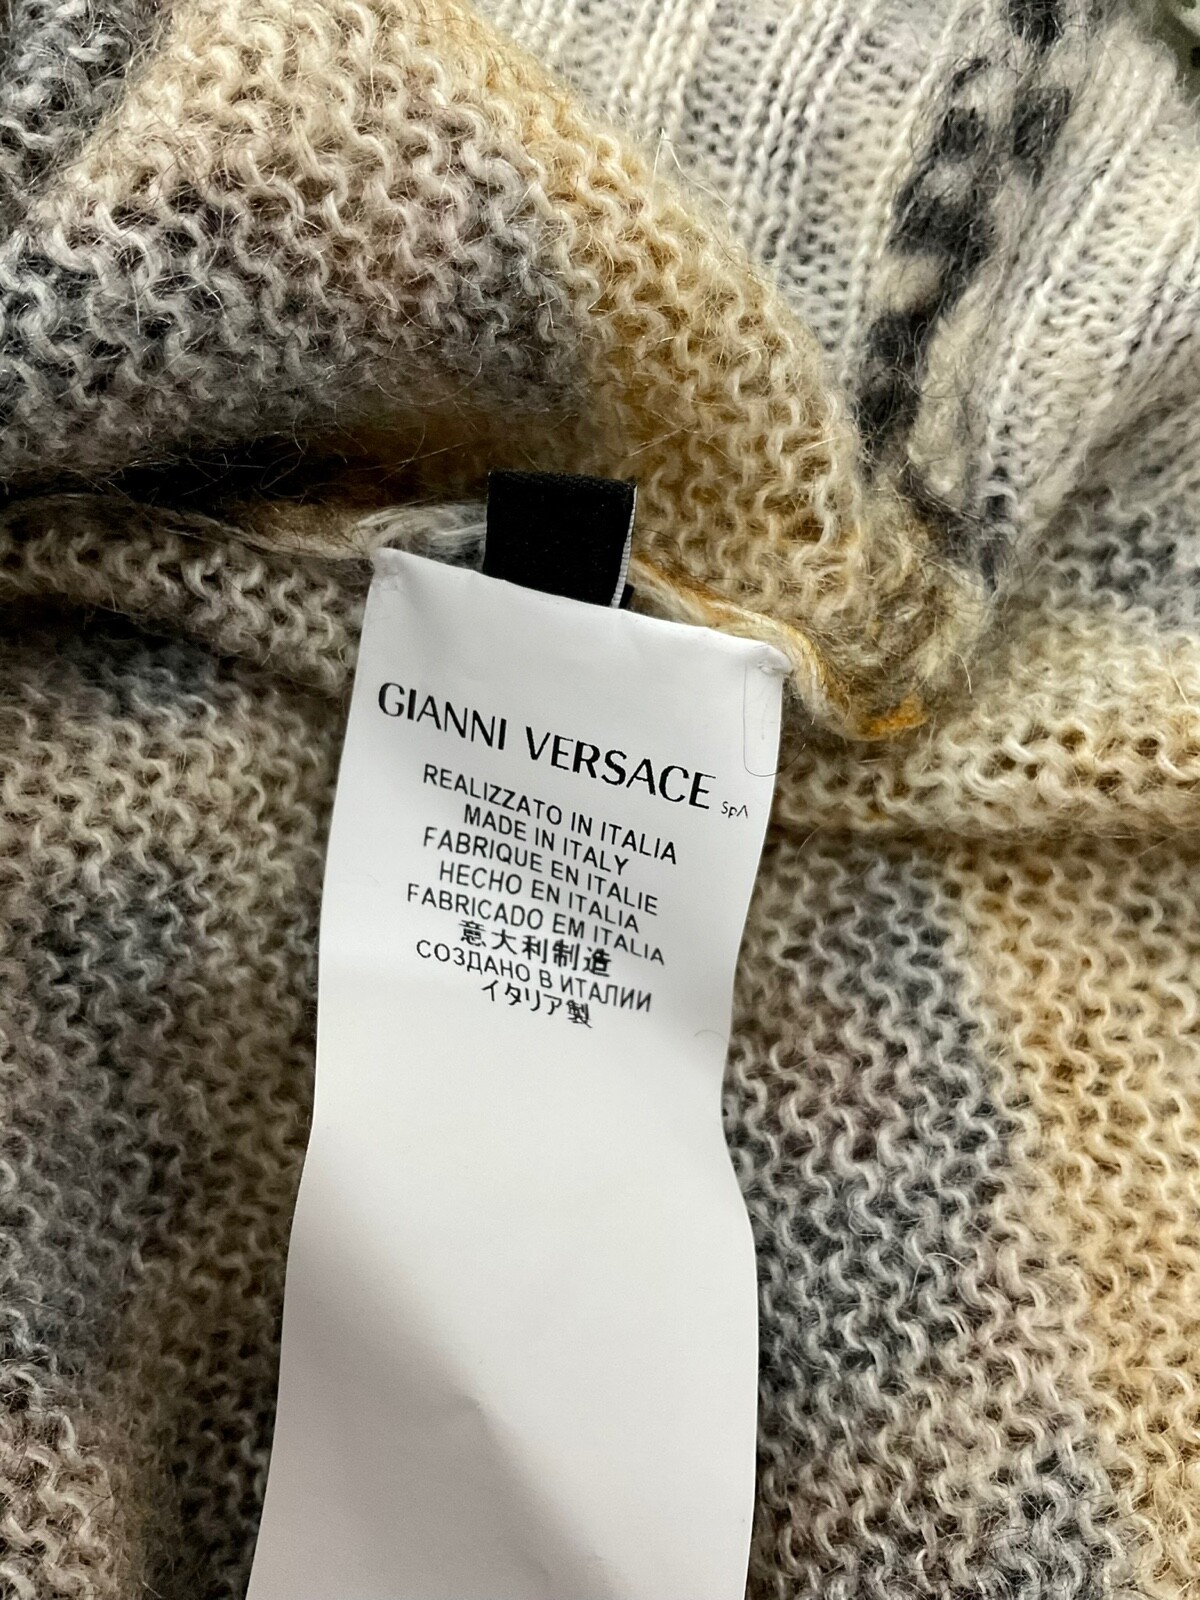 GIANNI VERSACE SpA
REALIZZATO IN ITALIA
MADE IN ITALY
FABRIQUE EN ITALIE
HECHO EN ITALIA
FABRICADO EM ITALIA
意大利制造
СОЗДАНО В ИТАЛИИ
イタリア製